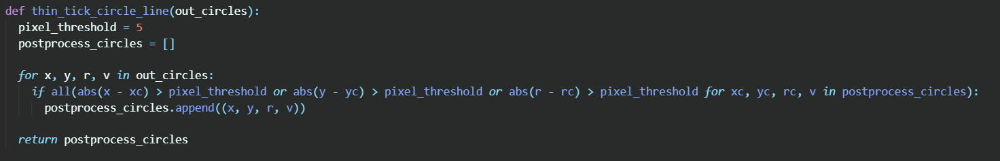 def thin_tick_circle_line(out_circles):
  pixel_threshold = 5
  postprocess_circles = []

  for x, y, r, v in out_circles:
    if all(abs(x - xc) > pixel_threshold or abs(y - yc) > pixel_threshold or abs(r - rc) > pixel_threshold for xc, yc, rc, v in postprocess_circles):
      postprocess_circles.append((x, y, r, v))

  return postprocess_circles